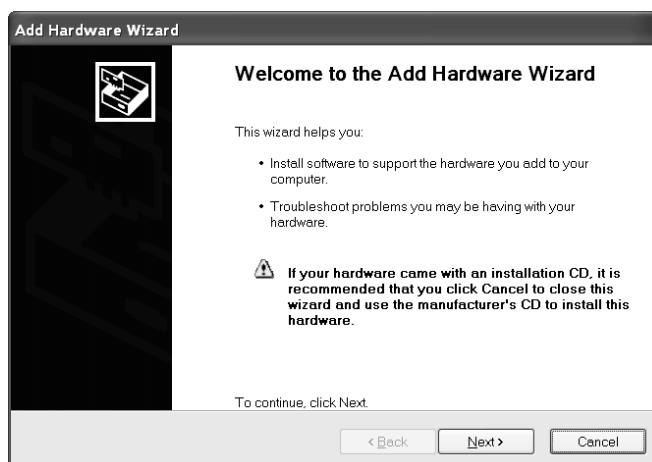 Add Hardware Wizard
Welcome to the Add Hardware Wizard
This wizard helps you:
• Install software to support the hardware you add to your
computer.
• Troubleshoot problems you may be having with your
hardware.
If your hardware came with an installation CD, it is
recommended that you click Cancel to close this
wizard and use the manufacturer's CD to install this
hardware.
To continue, click Next.
< Back Next > Cancel